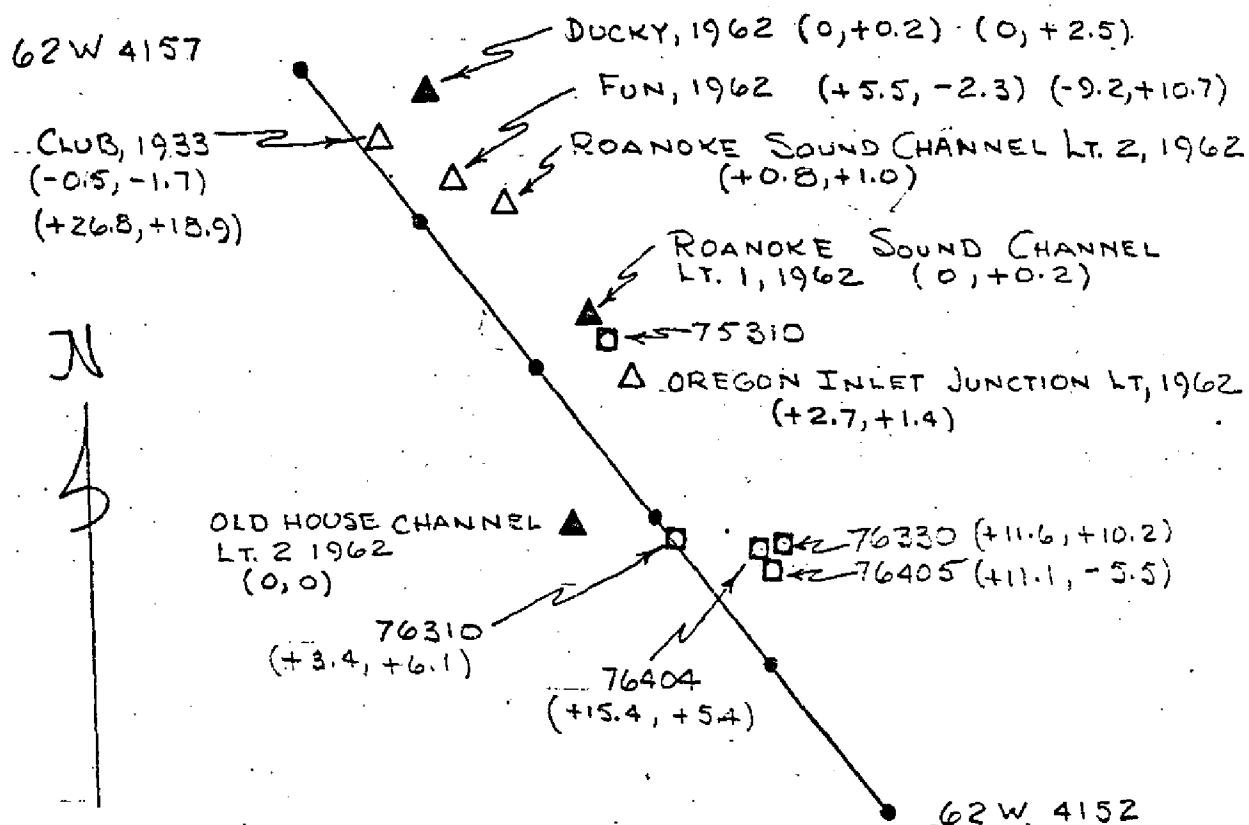 62W 4157
DUCKY, 1962 (0,+0.2) (0,+2.5)
FUN, 1962 (+5.5, -2.3) (-9.2,+10.7)
CLUB, 1933
(-0.5, -1.7)
(+26.8, +18.9)
ROANOKE SOUND CHANNEL LT. 2, 1962
(+0.8, +1.0)
ROANOKE SOUND CHANNEL
LT. 1, 1962 (0, +0.2)
75310
N
OREGON INLET JUNCTION LT, 1962
(+2.7, +1.4)
OLD HOUSE CHANNEL
LT. 2 1962
(0, 0)
76330 (+11.6, +10.2)
76405 (+11.1, -5.5)
76310
(+3.4, +6.1)
76404
(+15.4, +5.4)
62W 4152